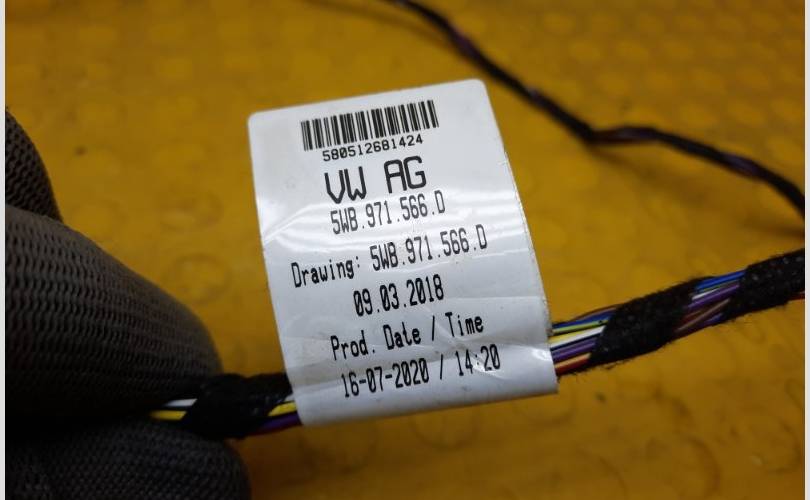 580512681424
VW AG
5WB.971.566.D
Drawing: 5WB.971.566.D
09.03.2018
Prod. Date / Time
16-07-2020 / 14:20